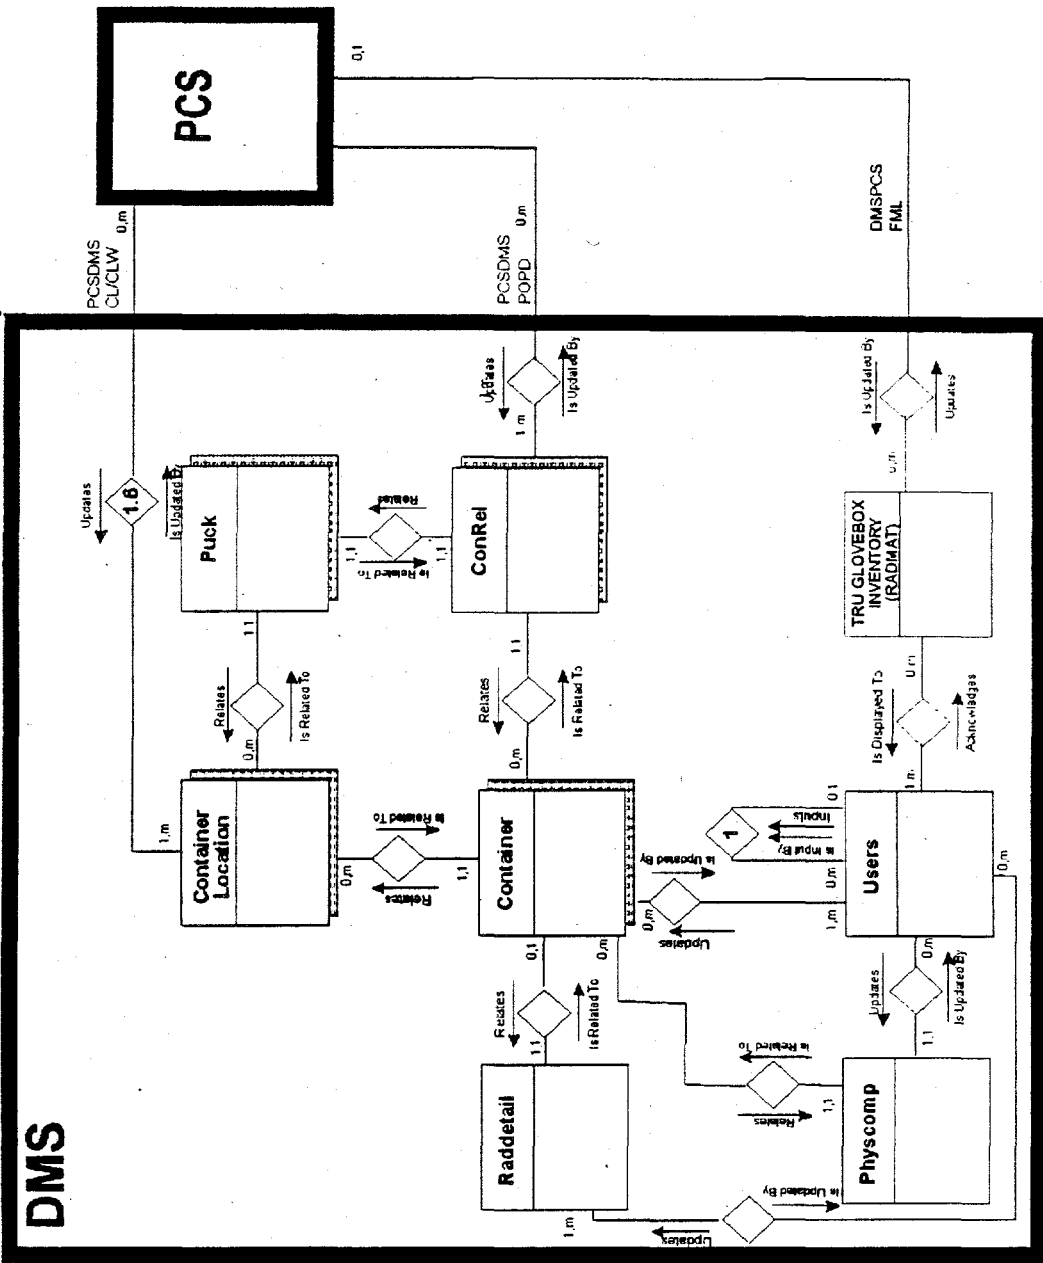 DMS
PCS
PCSDMS
CL/CLW
0,m
Updates
1.6
Is Updated By
1,m
Container
Location
0,m
Relates
Is Related To
1,1
Puck
0,m
Relates
Is Related To
1,1
1,1
Relates
Is Related To
1,1
Raddetail
1,1
Relates
Is Related To
0,1
Container
0,m
Relates
Is Related To
1,1
ConRel
1,m
Updates
Is Updated By
PCSDMS
POPD
0,m
0,1
1,m
Updates
Is Updated By
0,m
0,m
Updates
Is Updated By
1,m
0,m
Is Related To
Relates
1,1
1
Is Input By
Inputs
0,m
0,1
Physcomp
1,1
Updates
Is Updated By
0,m
Users
0,m
1,m
Is Displayed To
Acknowledges
0,m
TRU GLOVEBOX
INVENTORY
(RADMAT)
0,m
Is Updated By
Updates
DMSPCS
FML